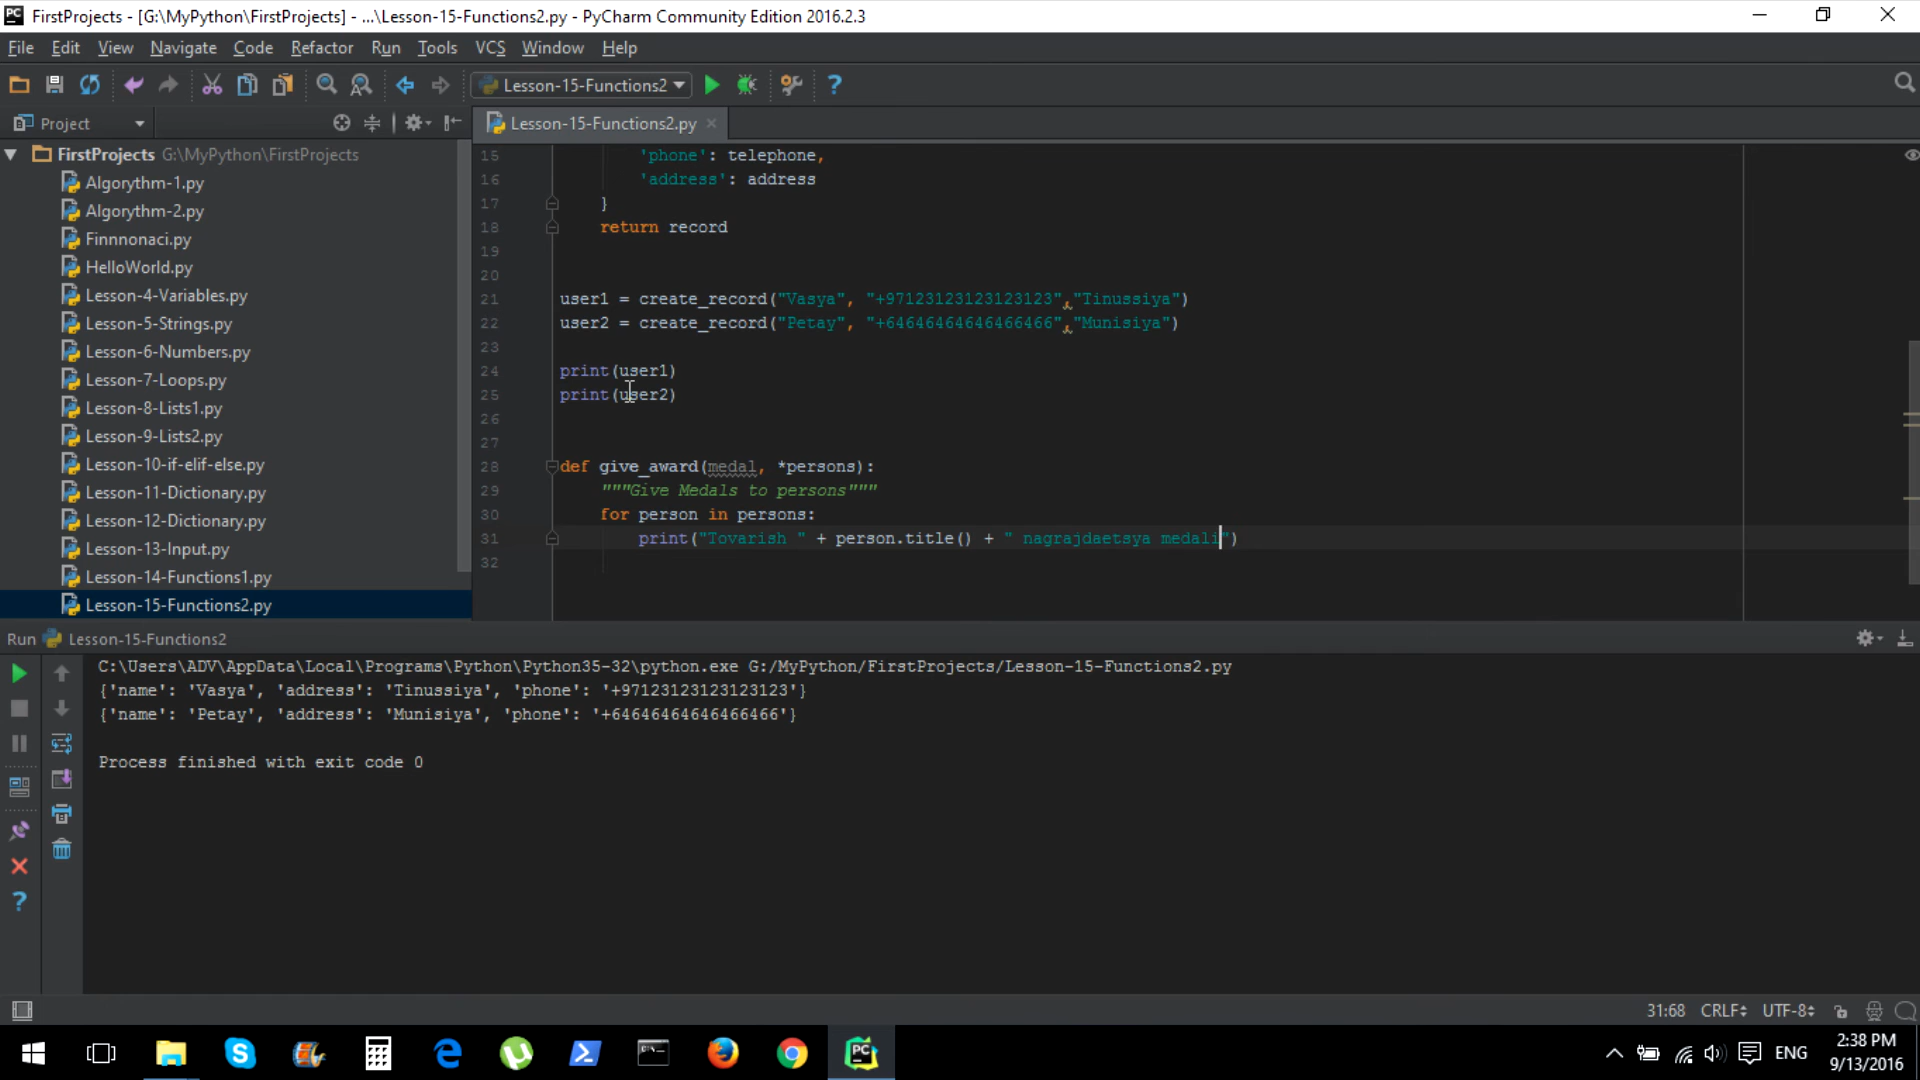 FirstProjects - [G:\MyPython\FirstProjects] - ...\Lesson-15-Functions2.py - PyCharm Community Edition 2016.2.3
File Edit View Navigate Code Refactor Run Tools VCS Window Help
Lesson-15-Functions2
Project
Lesson-15-Functions2.py
FirstProjects G:\MyPython\FirstProjects
Algorythm-1.py
Algorythm-2.py
Finnnonaci.py
HelloWorld.py
Lesson-4-Variables.py
Lesson-5-Strings.py
Lesson-6-Numbers.py
Lesson-7-Loops.py
Lesson-8-Lists1.py
Lesson-9-Lists2.py
Lesson-10-if-elif-else.py
Lesson-11-Dictionary.py
Lesson-12-Dictionary.py
Lesson-13-Input.py
Lesson-14-Functions1.py
Lesson-15-Functions2.py
15 'phone': telephone,
16 'address': address
17 }
18 return record
19
20
21 user1 = create_record("Vasya", "+97123123123123123","Tinussiya")
22 user2 = create_record("Petay", "+64646464646466466","Munisiya")
23
24 print(user1)
25 print(user2)
26
27
28 def give_award(medal, *persons):
29 """Give Medals to persons"""
30 for person in persons:
31 print("Tovarish " + person.title() + " nagrajdaetsya medali")
32
Run Lesson-15-Functions2
C:\Users\ADV\AppData\Local\Programs\Python\Python35-32\python.exe G:/MyPython/FirstProjects/Lesson-15-Functions2.py
{'name': 'Vasya', 'address': 'Tinussiya', 'phone': '+97123123123123123'}
{'name': 'Petay', 'address': 'Munisiya', 'phone': '+64646464646466466'}
Process finished with exit code 0
31:68 CRLF UTF-8
ENG
2:38 PM
9/13/2016